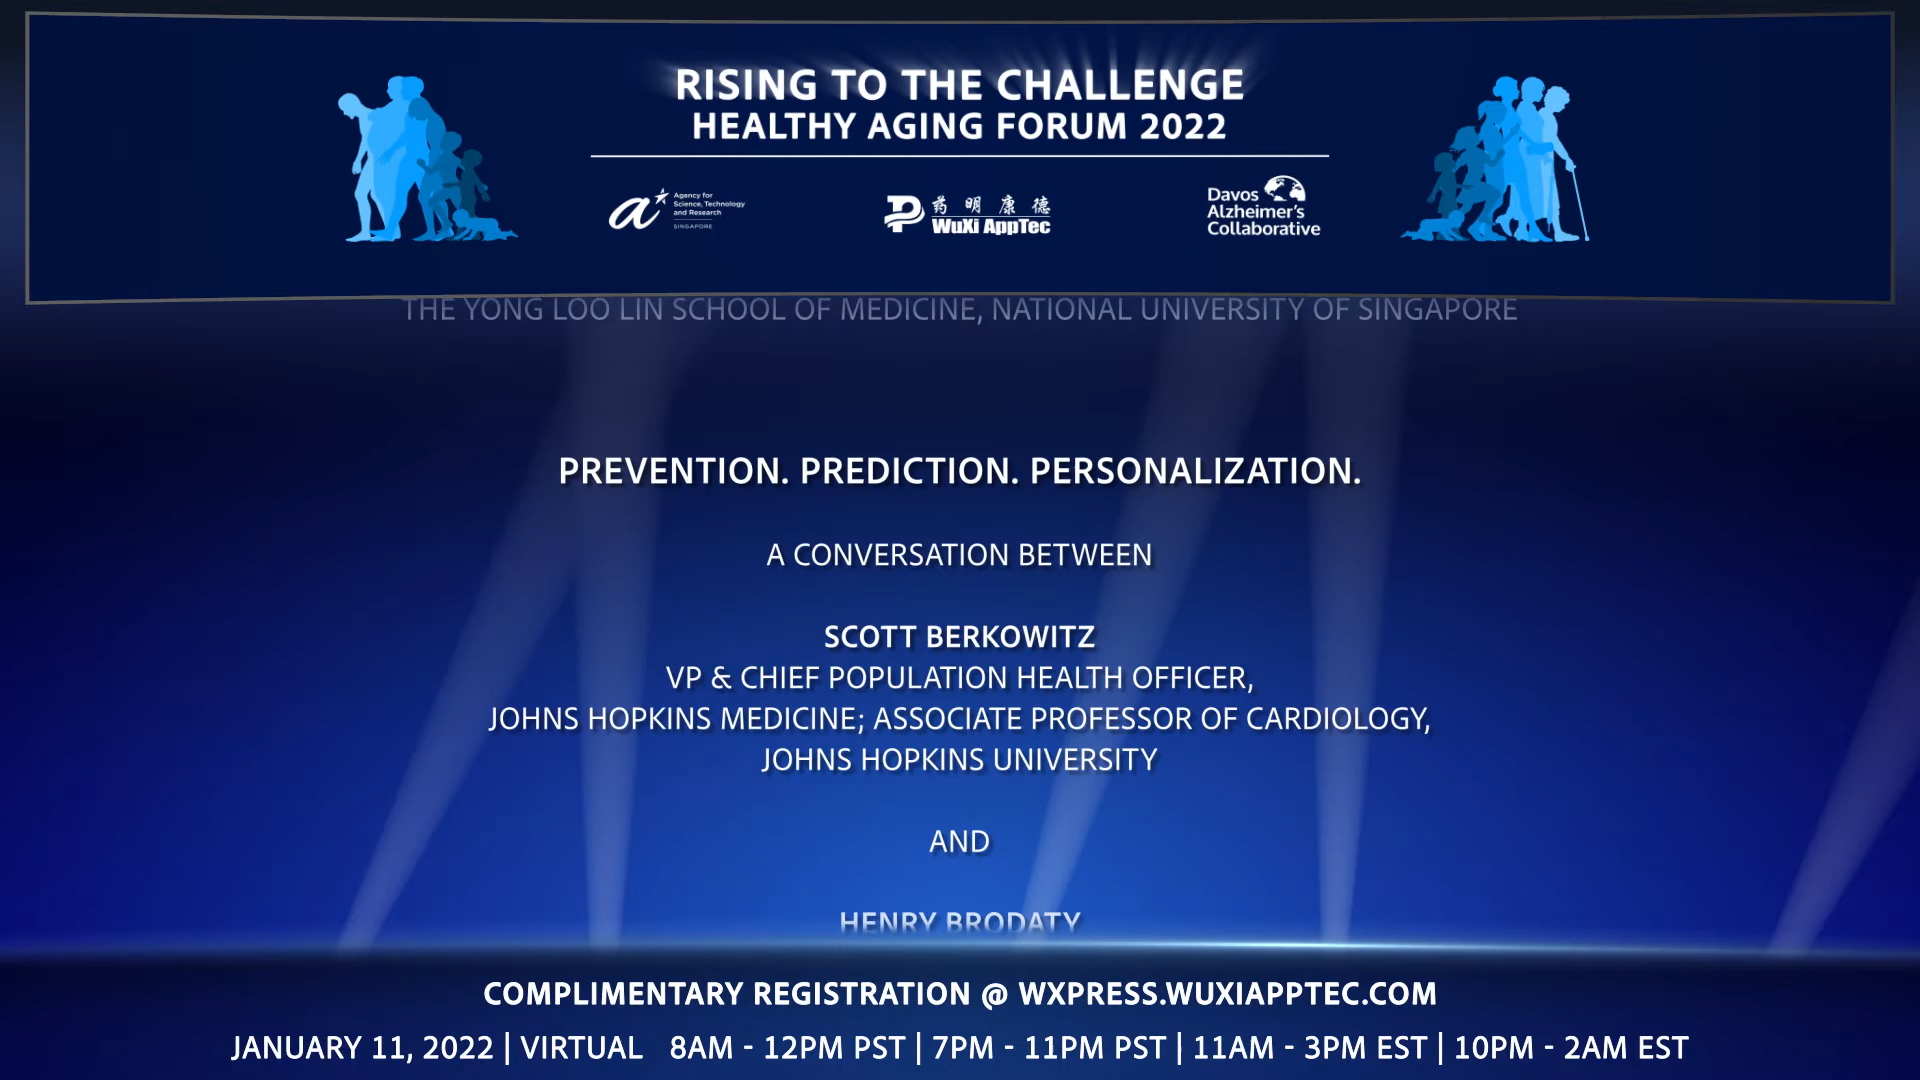 RISING TO THE CHALLENGE
HEALTHY AGING FORUM 2022
Agency for
Science, Technology
and Research
SINGAPORE
药明康德
WuXi AppTec
Davos
Alzheimer's
Collaborative
THE YONG LOO LIN SCHOOL OF MEDICINE, NATIONAL UNIVERSITY OF SINGAPORE
PREVENTION. PREDICTION. PERSONALIZATION.
A CONVERSATION BETWEEN
SCOTT BERKOWITZ
VP & CHIEF POPULATION HEALTH OFFICER,
JOHNS HOPKINS MEDICINE; ASSOCIATE PROFESSOR OF CARDIOLOGY,
JOHNS HOPKINS UNIVERSITY
AND
HENRY BRODATY
COMPLIMENTARY REGISTRATION @ WXPRESS.WUXIAPPTEC.COM
JANUARY 11, 2022 | VIRTUAL 8AM - 12PM PST | 7PM - 11PM PST | 11AM - 3PM EST | 10PM - 2AM EST